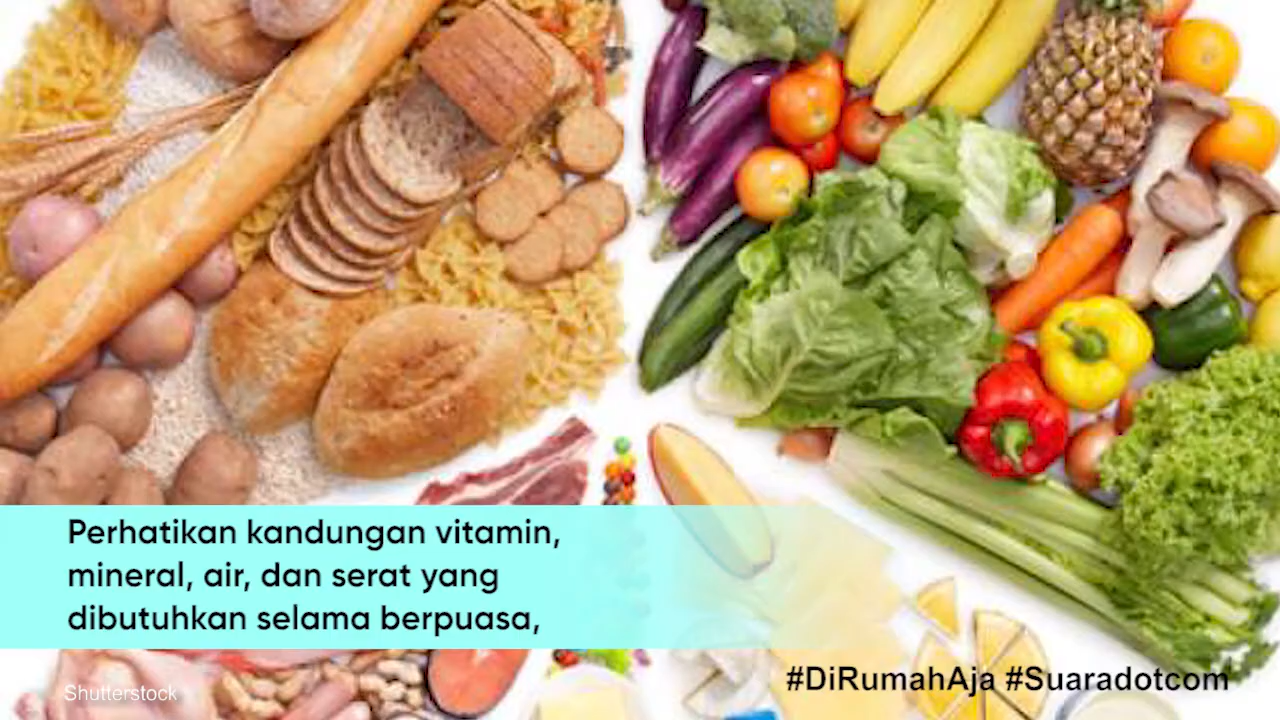 Perhatikan kandungan vitamin,
mineral, air, dan serat yang
dibutuhkan selama berpuasa,
#DiRumahAja #Suaradotcom
Shutterstock